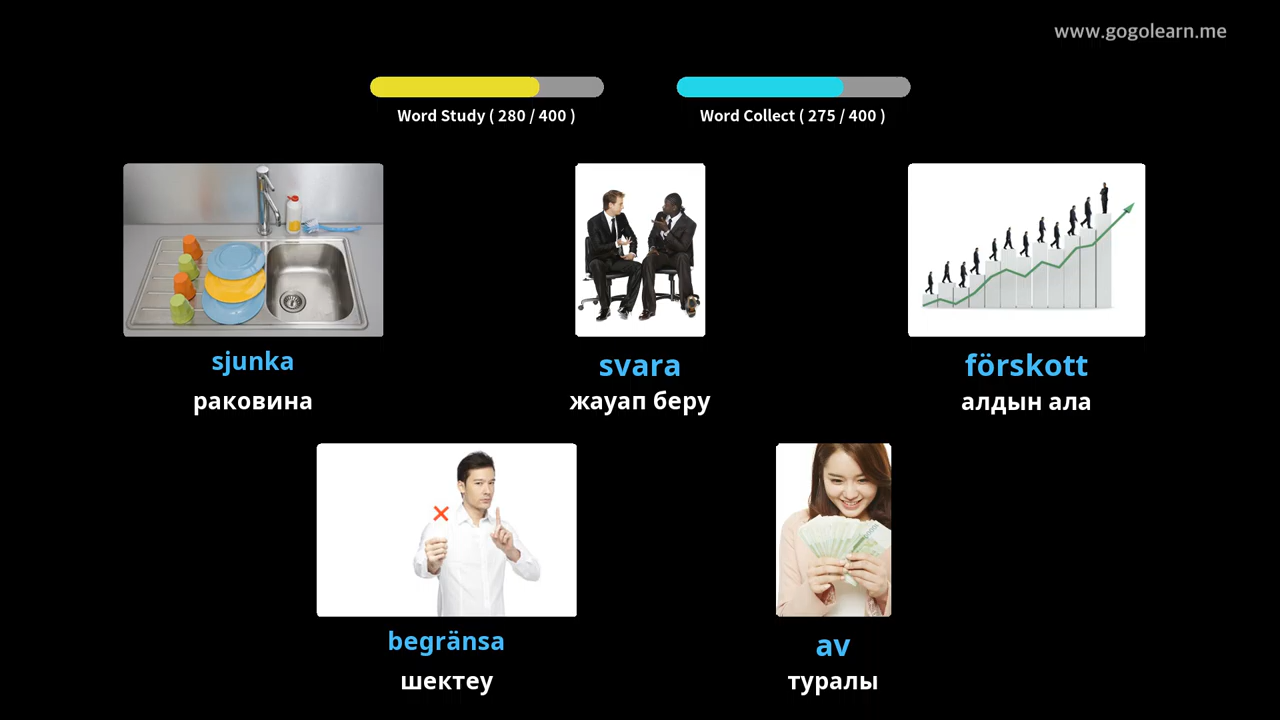 www.gogolearn.me
Word Study ( 280 / 400 )
Word Collect ( 275 / 400 )
sjunka
svara
förskott
раковина
жауап беру
алдын ала
begränsa
av
шектеу
туралы